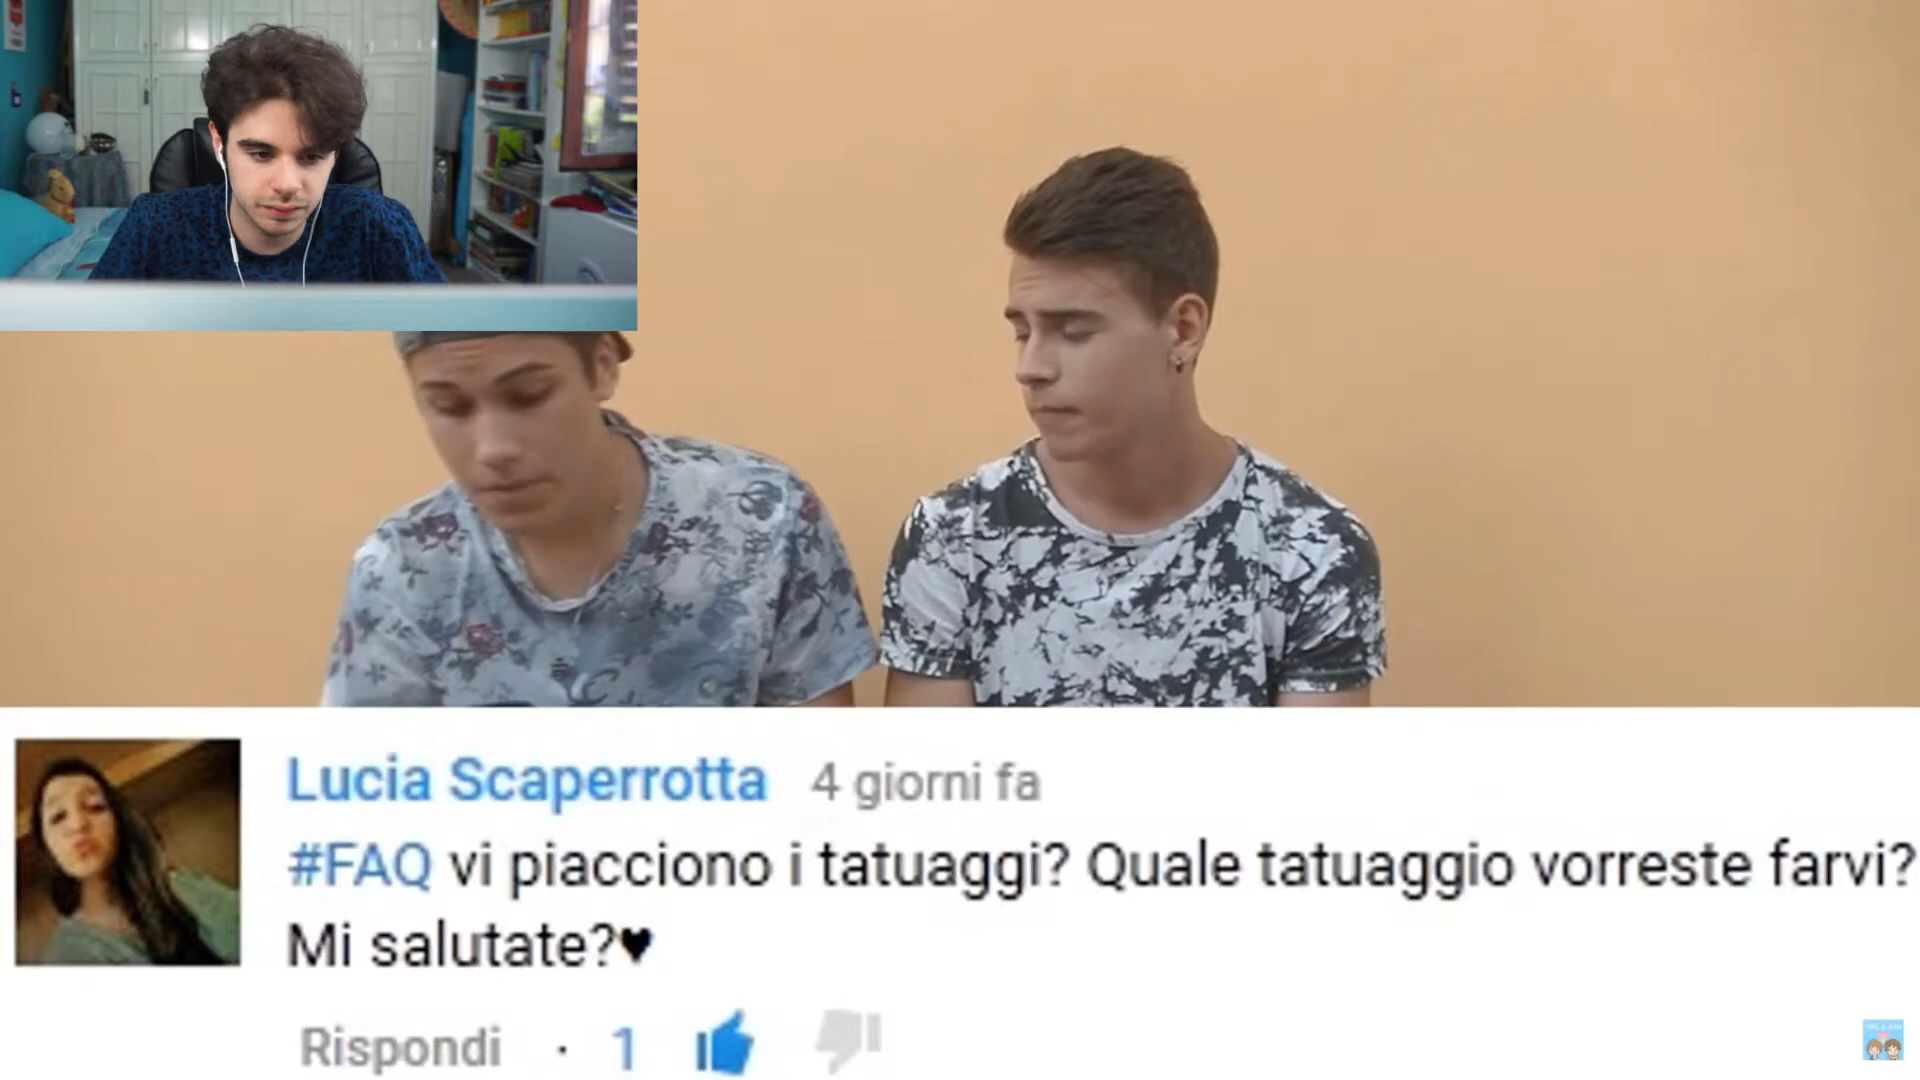 Lucia Scaperrotta 4 giorni fa
#FAQ vi piacciono i tatuaggi? Quale tatuaggio vorreste farvi?
Mi salutate?♥
Rispondi · 1